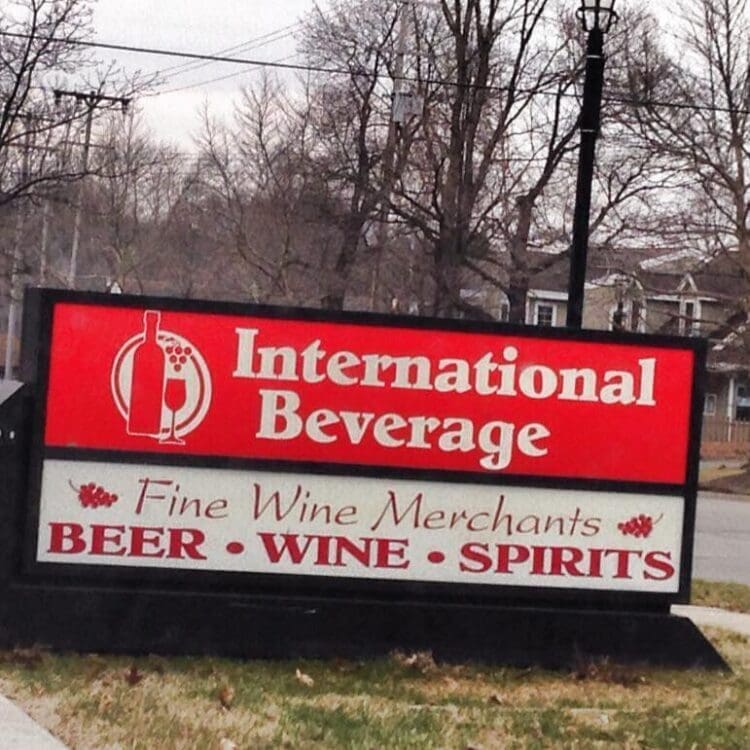 International
Beverage
Fine Wine Merchants
BEER • WINE • SPIRITS